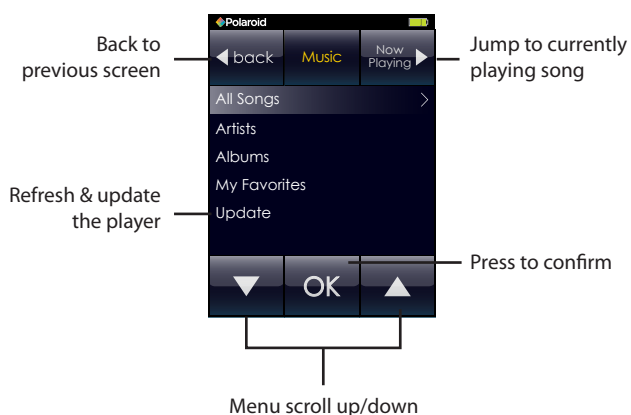 Polaroid
Back to
previous screen
back
Music
Now
Playing
Jump to currently
playing song
All Songs
Artists
Albums
My Favorites
Update
Refresh & update
the player
OK
Press to confirm
Menu scroll up/down